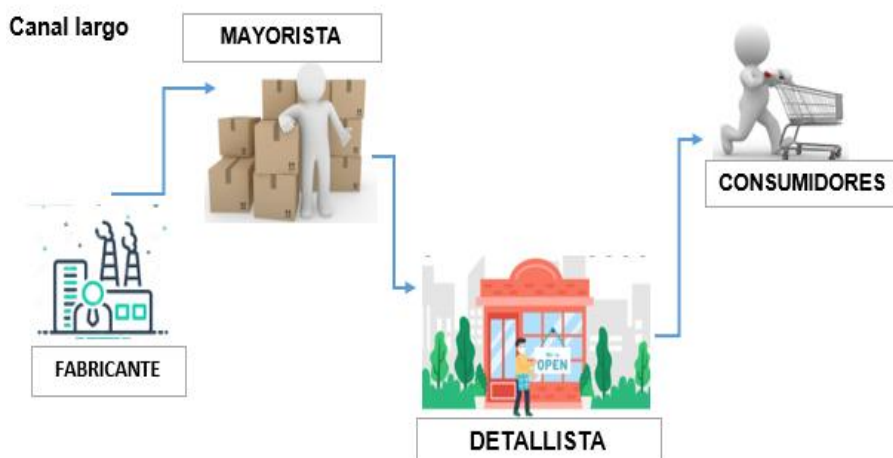 Canal largo
MAYORISTA
FABRICANTE
OPEN
DETALLISTA
CONSUMIDORES